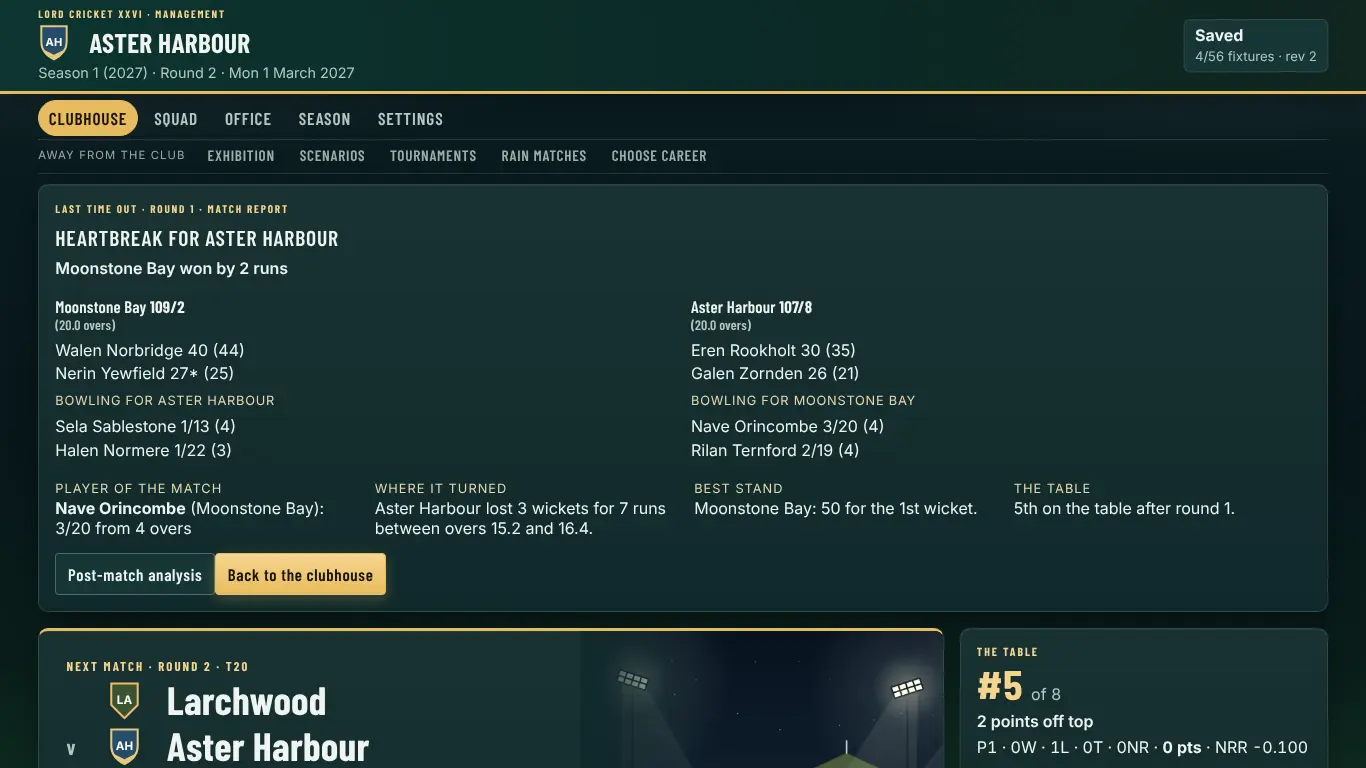 LORD CRICKET XXVI · MANAGEMENT
AH
ASTER HARBOUR
Season 1 (2027) · Round 2 · Mon 1 March 2027
Saved
4/56 fixtures · rev 2
CLUBHOUSE SQUAD OFFICE SEASON SETTINGS
AWAY FROM THE CLUB EXHIBITION SCENARIOS TOURNAMENTS RAIN MATCHES CHOOSE CAREER
LAST TIME OUT · ROUND 1 · MATCH REPORT
HEARTBREAK FOR ASTER HARBOUR
Moonstone Bay won by 2 runs
Moonstone Bay 109/2
(20.0 overs)
Walen Norbridge 40 (44)
Nerin Yewfield 27* (25)
BOWLING FOR ASTER HARBOUR
Sela Sablestone 1/13 (4)
Halen Normere 1/22 (3)
Aster Harbour 107/8
(20.0 overs)
Eren Rookholt 30 (35)
Galen Zornden 26 (21)
BOWLING FOR MOONSTONE BAY
Nave Orincombe 3/20 (4)
Rilan Ternford 2/19 (4)
PLAYER OF THE MATCH
Nave Orincombe (Moonstone Bay):
3/20 from 4 overs
WHERE IT TURNED
Aster Harbour lost 3 wickets for 7 runs
between overs 15.2 and 16.4.
BEST STAND
Moonstone Bay: 50 for the 1st wicket.
THE TABLE
5th on the table after round 1.
Post-match analysis
Back to the clubhouse
NEXT MATCH · ROUND 2 · T20
LA
Larchwood
V
AH
Aster Harbour
THE TABLE
#5 of 8
2 points off top
P1 · 0W · 1L · 0T · 0NR · 0 pts · NRR -0.100